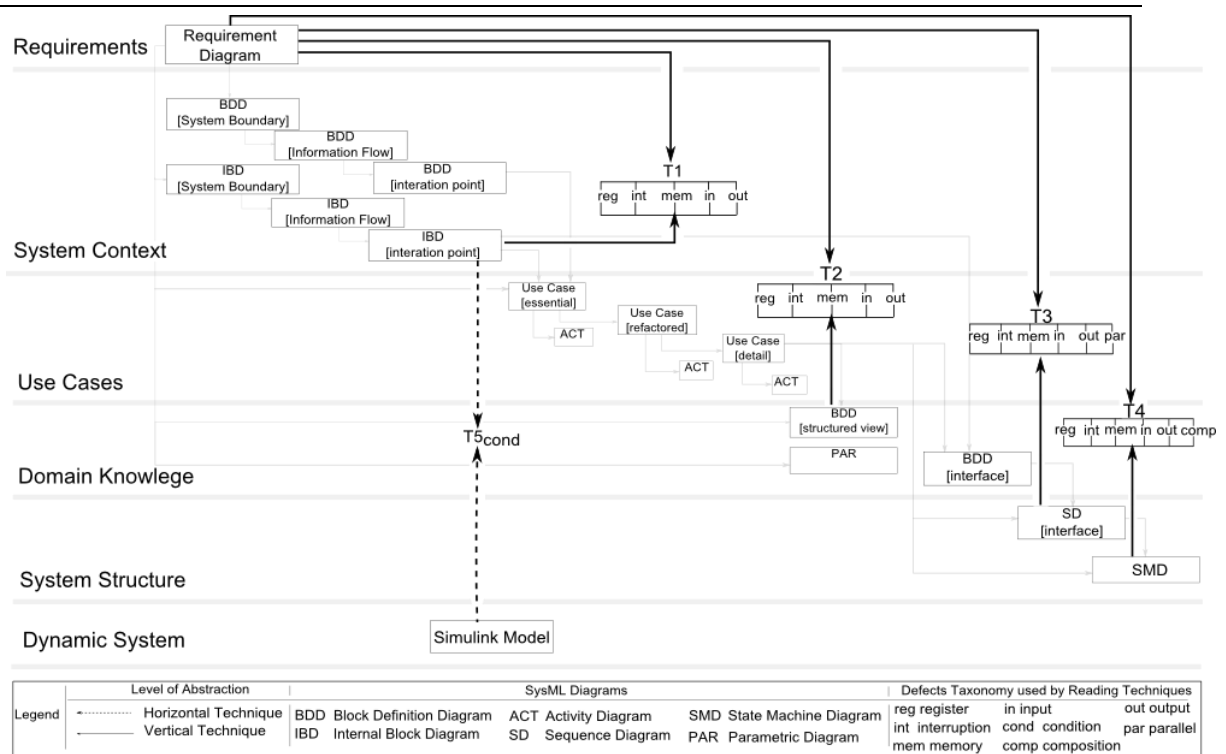 Requirements
Requirement
Diagram
BDD
[System Boundary]
BDD
[Information Flow]
BDD
[interation point]
IBD
[System Boundary]
IBD
[Information Flow]
IBD
[interation point]
T1
reg int mem in out
System Context
T2
reg int mem in out
Use Case
[essential]
ACT
Use Case
[refactored]
ACT
Use Case
[detail]
ACT
T3
reg int mem in out par
Use Cases
T4
reg int mem in out comp
BDD
[structured view]
T5cond
PAR
BDD
[interface]
Domain Knowlege
SD
[interface]
SMD
System Structure
Simulink Model
Dynamic System
Legend
Level of Abstraction
Horizontal Technique
Vertical Technique
SysML Diagrams
BDD Block Definition Diagram ACT Activity Diagram SMD State Machine Diagram
IBD Internal Block Diagram SD Sequence Diagram PAR Parametric Diagram
Defects Taxonomy used by Reading Techniques
reg register in input out output
int interruption cond condition par parallel
mem memory comp composition